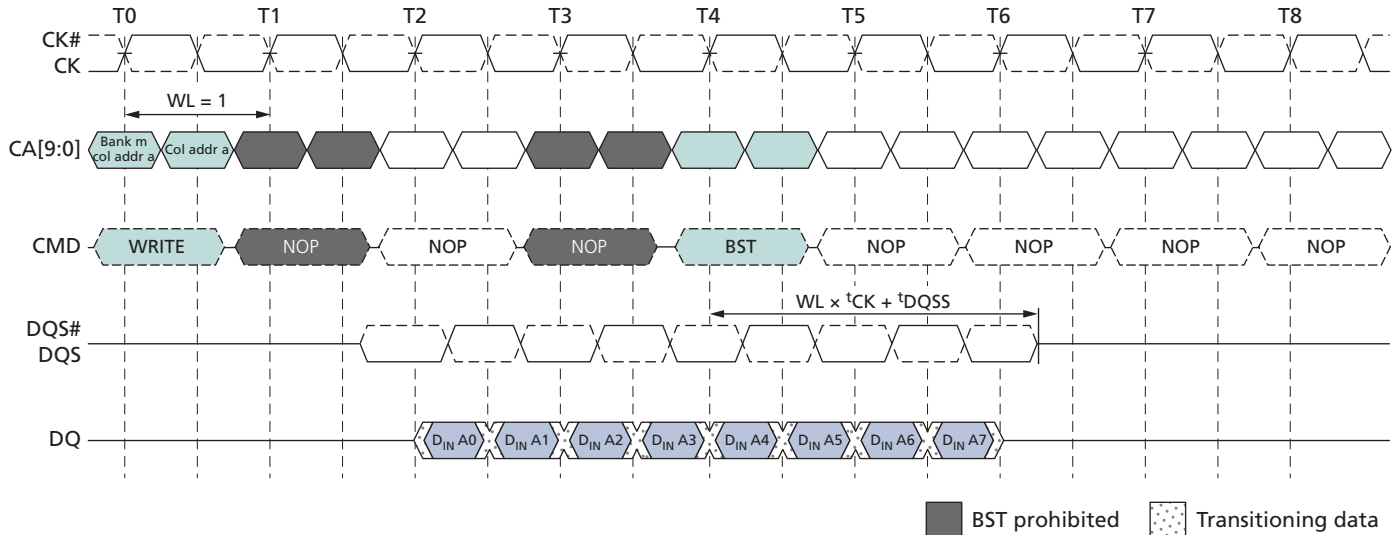 T0 T1 T2 T3 T4 T5 T6 T7 T8
CK#
CK
WL = 1
CA[9:0] Bank m col addr a Col addr a
CMD WRITE NOP NOP NOP BST NOP NOP NOP NOP
WL × tCK + tDQSS
DQS#
DQS
DQ DIN A0 DIN A1 DIN A2 DIN A3 DIN A4 DIN A5 DIN A6 DIN A7
BST prohibited Transitioning data